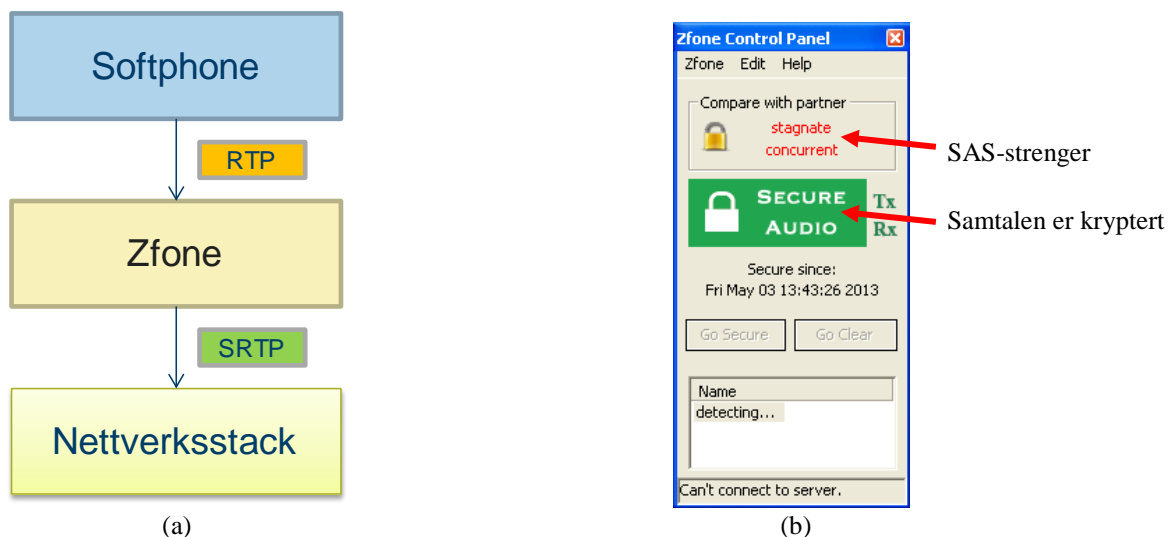 Softphone
RTP
Zfone
SRTP
Nettverksstack
(a)
Zfone Control Panel
Zfone Edit Help
Compare with partner
stagnate
concurrent
SAS-strenger
SECURE
AUDIO
Tx
Rx
Samtalen er kryptert
Secure since:
Fri May 03 13:43:26 2013
Go Secure Go Clear
Name
detecting...
Can't connect to server.
(b)